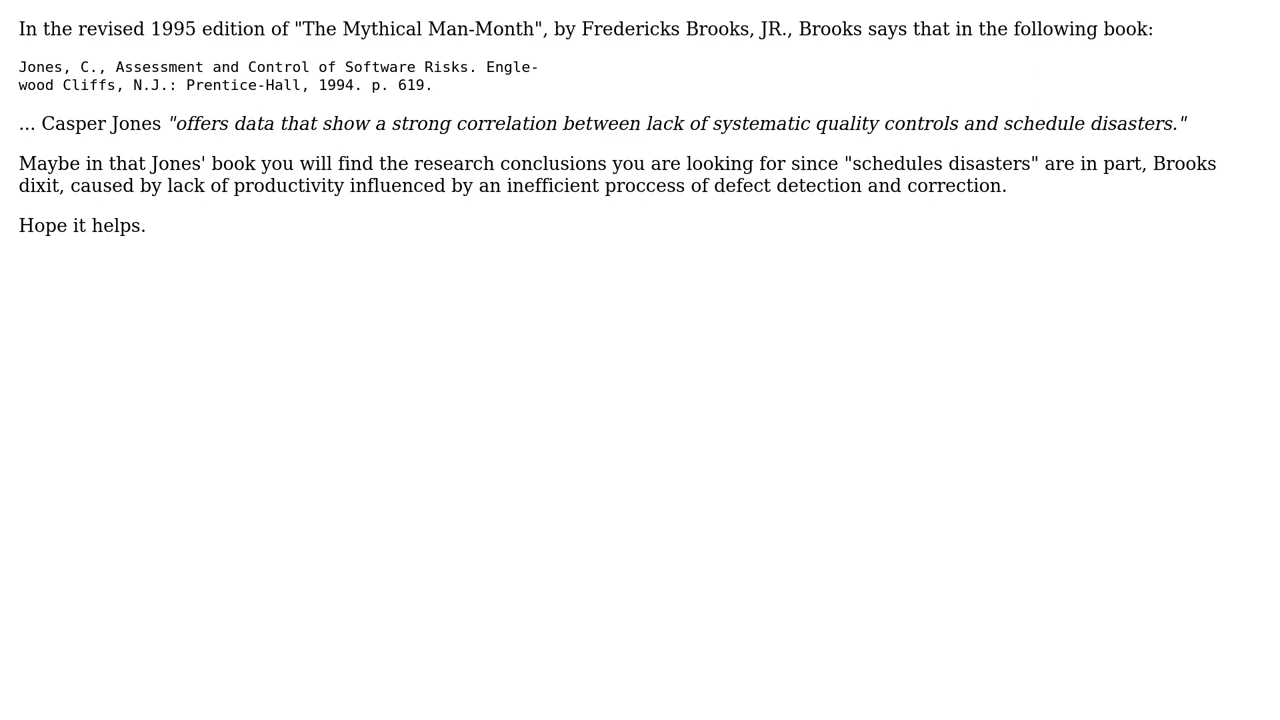 In the revised 1995 edition of "The Mythical Man-Month", by Fredericks Brooks, JR., Brooks says that in the following book:
Jones, C., Assessment and Control of Software Risks. Engle-
wood Cliffs, N.J.: Prentice-Hall, 1994. p. 619.
... Casper Jones "offers data that show a strong correlation between lack of systematic quality controls and schedule disasters."
Maybe in that Jones' book you will find the research conclusions you are looking for since "schedules disasters" are in part, Brooks
dixit, caused by lack of productivity influenced by an inefficient proccess of defect detection and correction.
Hope it helps.